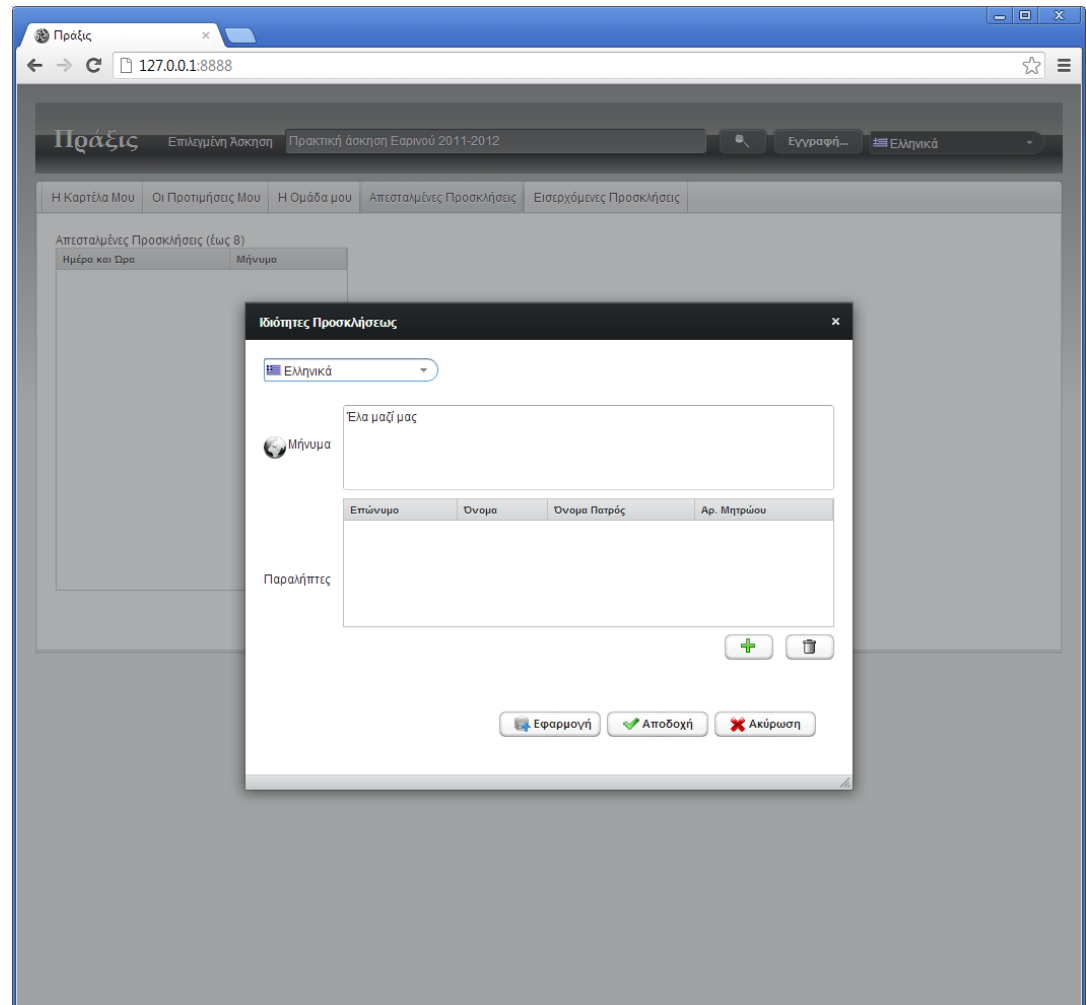 Πράξις
127.0.0.1:8888
Πράξις Επιλεγμένη Άσκηση Πρακτική άσκηση Εαρινού 2011-2012 Εγγραφή... Ελληνικά
Η Καρτέλα Μου Οι Προτιμήσεις Μου Η Ομάδα μου Απεσταλμένες Προσκλήσεις Εισερχόμενες Προσκλήσεις
Απεσταλμένες Προσκλήσεις (έως 8)
Ημέρα και Ώρα Μήνυμα
Ιδιότητες Προσκλήσεως
Ελληνικά
Έλα μαζί μας
Μήνυμα
Επώνυμο Όνομα Όνομα Πατρός Αρ. Μητρώου
Παραλήπτες
Εφαρμογή Αποδοχή Ακύρωση